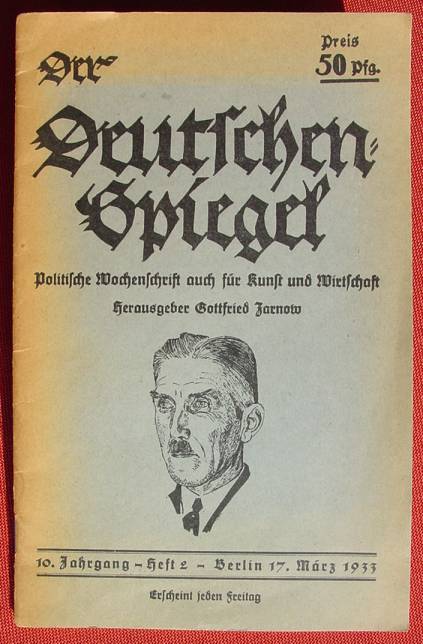 Preis
50 Pfg.
Der
Deutschen-
Spiegel
Politische Wochenschrift auch für Kunst und Wirtschaft
Herausgeber Gottfried Zarnow
10. Jahrgang – Heft 2 – Berlin 17. März 1933
Erscheint jeden Freitag